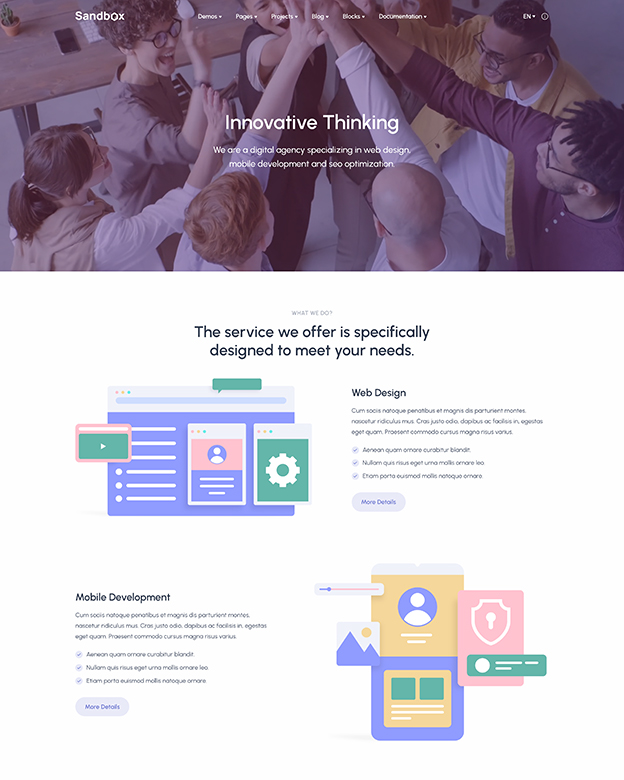 Sandbox
Demos Pages Projects Blog Blocks Documentation EN
Innovative Thinking
We are a digital agency specializing in web design,
mobile development and seo optimization.
WHAT WE DO?
The service we offer is specifically
designed to meet your needs.
Web Design
Cum sociis natoque penatibus et magnis dis parturient montes,
nascetur ridiculus mus. Cras justo odio, dapibus ac facilisis in, egestas
eget quam. Praesent commodo cursus magna risus varius.
Aenean quam ornare curabitur blandit.
Nullam quis risus eget urna mollis ornare leo.
Etiam porta euismod mollis natoque ornare.
More Details
Mobile Development
Cum sociis natoque penatibus et magnis dis parturient montes,
nascetur ridiculus mus. Cras justo odio, dapibus ac facilisis in, egestas
eget quam. Praesent commodo cursus magna risus varius.
Aenean quam ornare curabitur blandit.
Nullam quis risus eget urna mollis ornare leo.
Etiam porta euismod mollis natoque ornare.
More Details